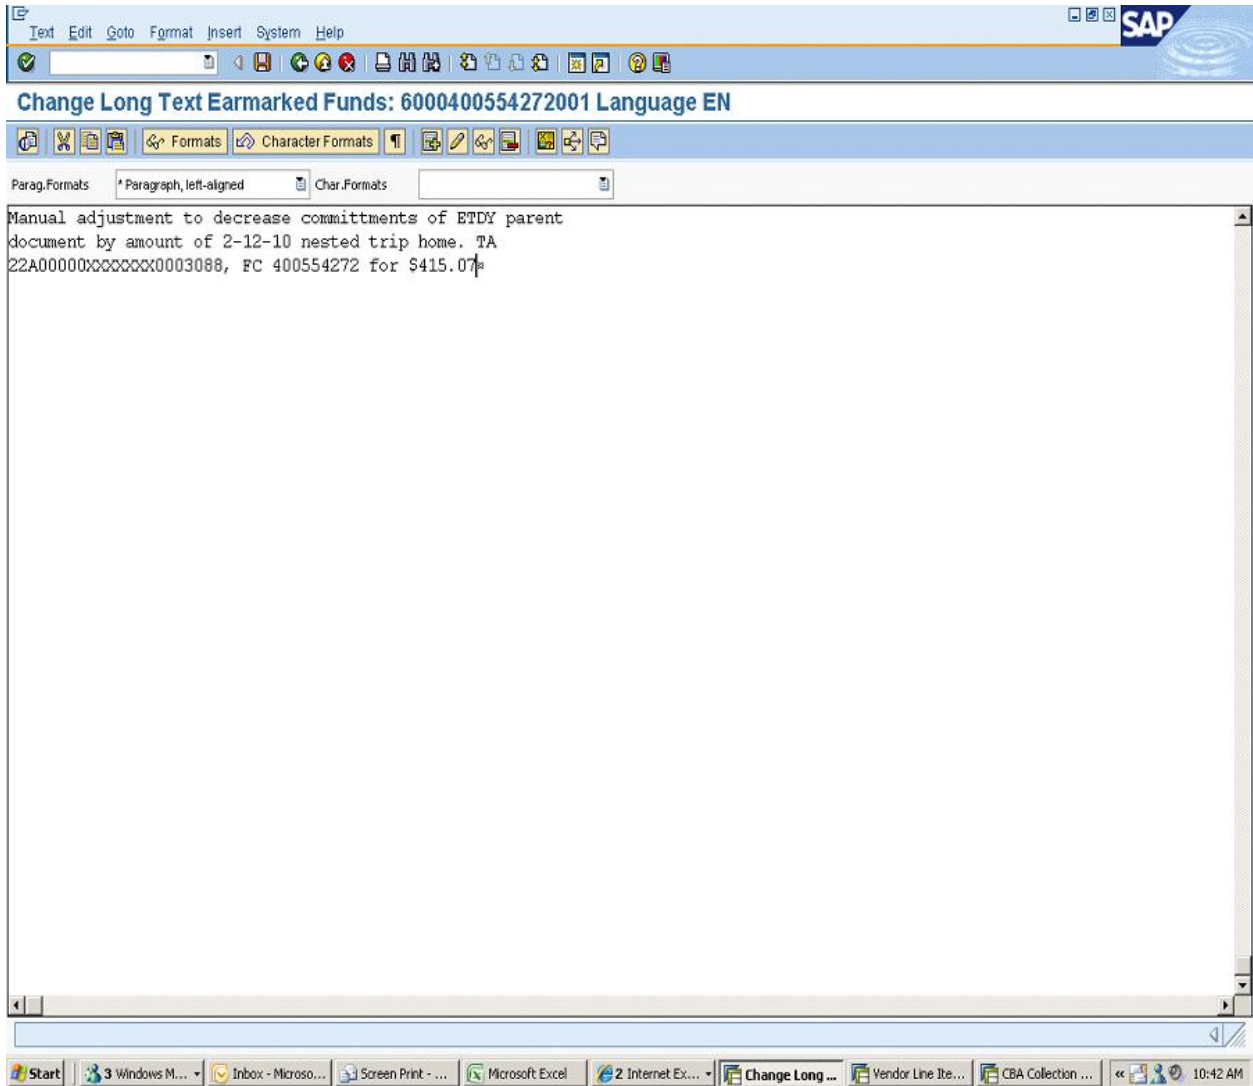 Text Edit Goto Format Insert System Help
SAP
Change Long Text Earmarked Funds: 6000400554272001 Language EN
Formats Character Formats
Parag.Formats * Paragraph, left-aligned Char.Formats
Manual adjustment to decrease committments of ETDY parent
document by amount of 2-12-10 nested trip home. TA
22A00000XXXXXXX0003088, FC 400554272 for $415.07
Start 3 Windows M... Inbox - Microso... Screen Print - ... Microsoft Excel 2 Internet Ex... Change Long ... Vendor Line Ite... CBA Collection ... « 10:42 AM